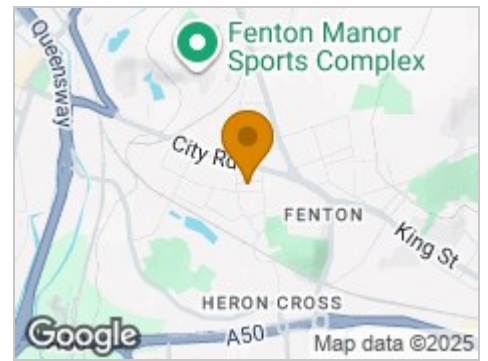 Fenton Manor
Sports Complex
Queensway
City Rd
FENTON
King St
HERON CROSS
A50
Google
Map data ©2025